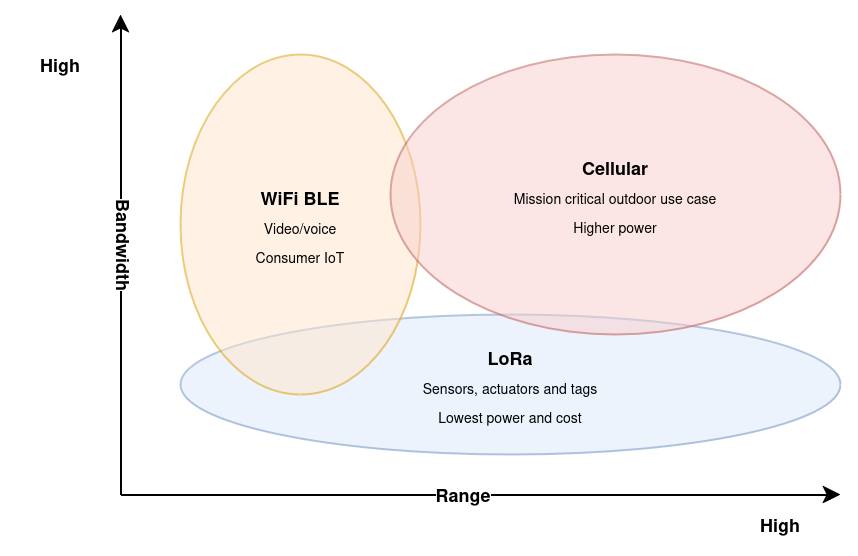 High
Bandwidth
WiFi BLE
Video/voice
Consumer IoT
Cellular
Mission critical outdoor use case
Higher power
LoRa
Sensors, actuators and tags
Lowest power and cost
Range
High